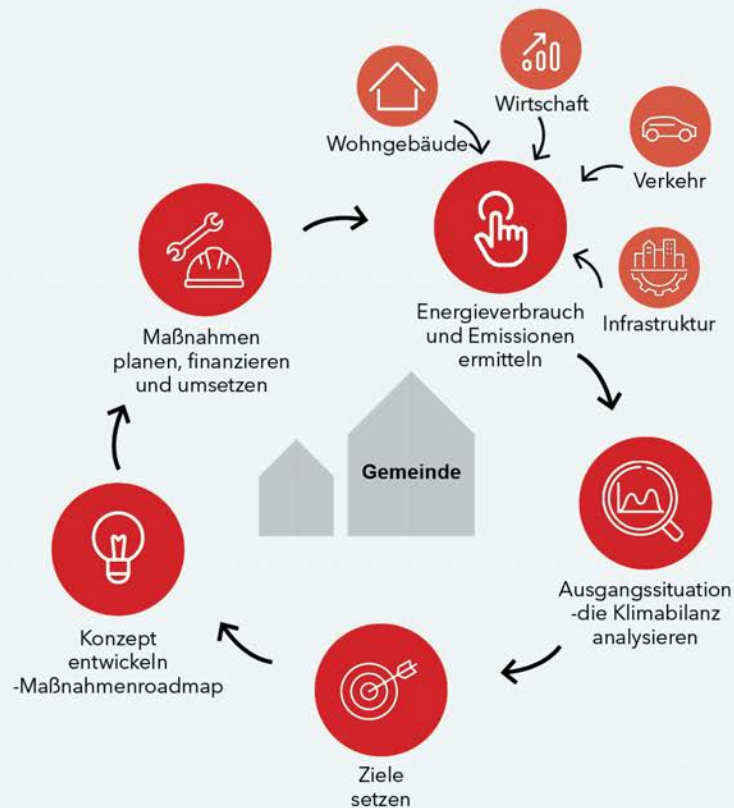 Wohngebäude
Wirtschaft
Verkehr
Infrastruktur
Energieverbrauch
und Emissionen
ermitteln
Ausgangssituation
-die Klimabilanz
analysieren
Ziele
setzen
Konzept
entwickeln
-Maßnahmenroadmap
Maßnahmen
planen, finanzieren
und umsetzen
Gemeinde